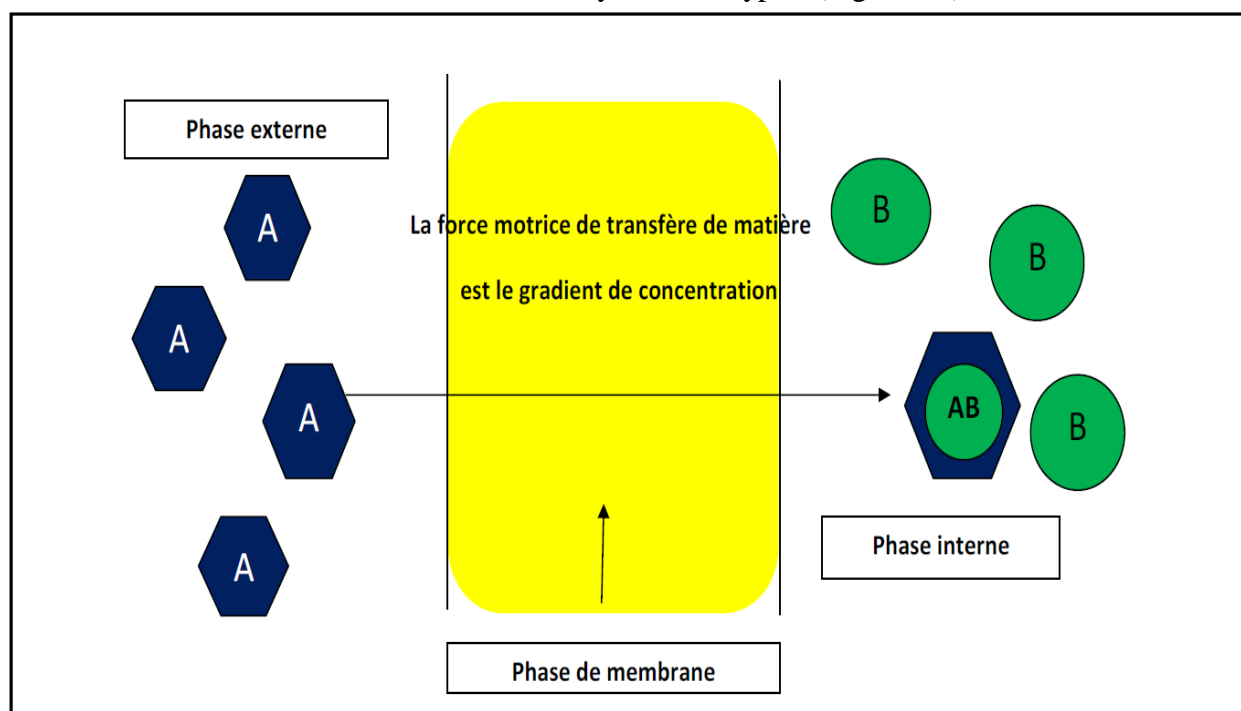 Phase externe
A
A
A
A
La force motrice de transfère de matière
est le gradient de concentration
B
B
AB
B
Phase interne
Phase de membrane